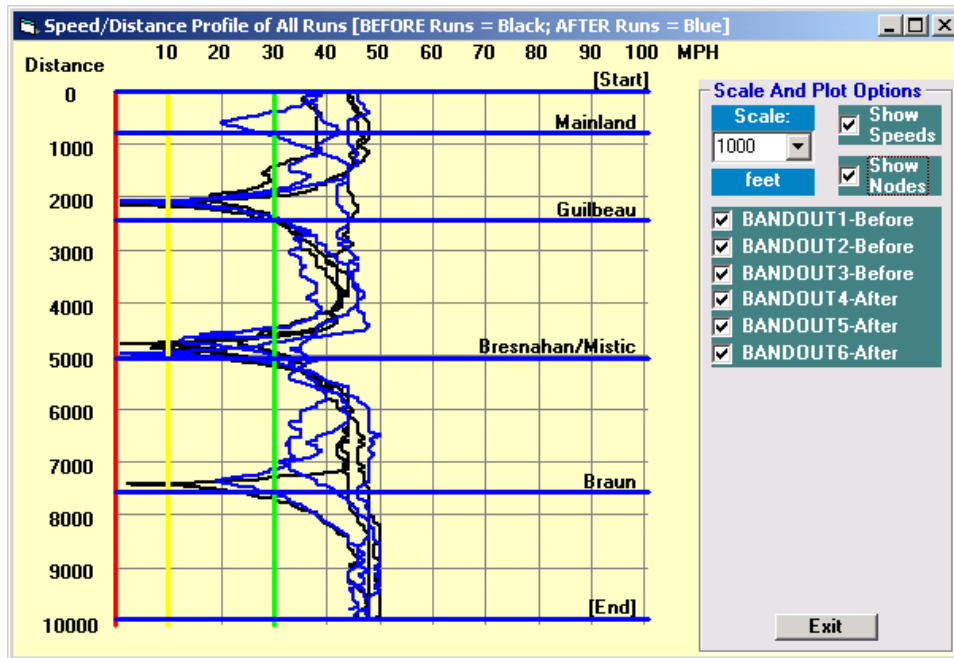 Speed/Distance Profile of All Runs [BEFORE Runs = Black; AFTER Runs = Blue]
10 20 30 40 50 60 70 80 90 100 MPH
Distance
[Start]
0
Mainland
1000
2000
Guilbeau
3000
4000
Bresnahan/Mistic
5000
6000
7000
Braun
8000
9000
[End]
10000
Scale And Plot Options
Scale:
1000
feet
Show
Speeds
Show
Nodes
BANDOUT1-Before
BANDOUT2-Before
BANDOUT3-Before
BANDOUT4-After
BANDOUT5-After
BANDOUT6-After
Exit